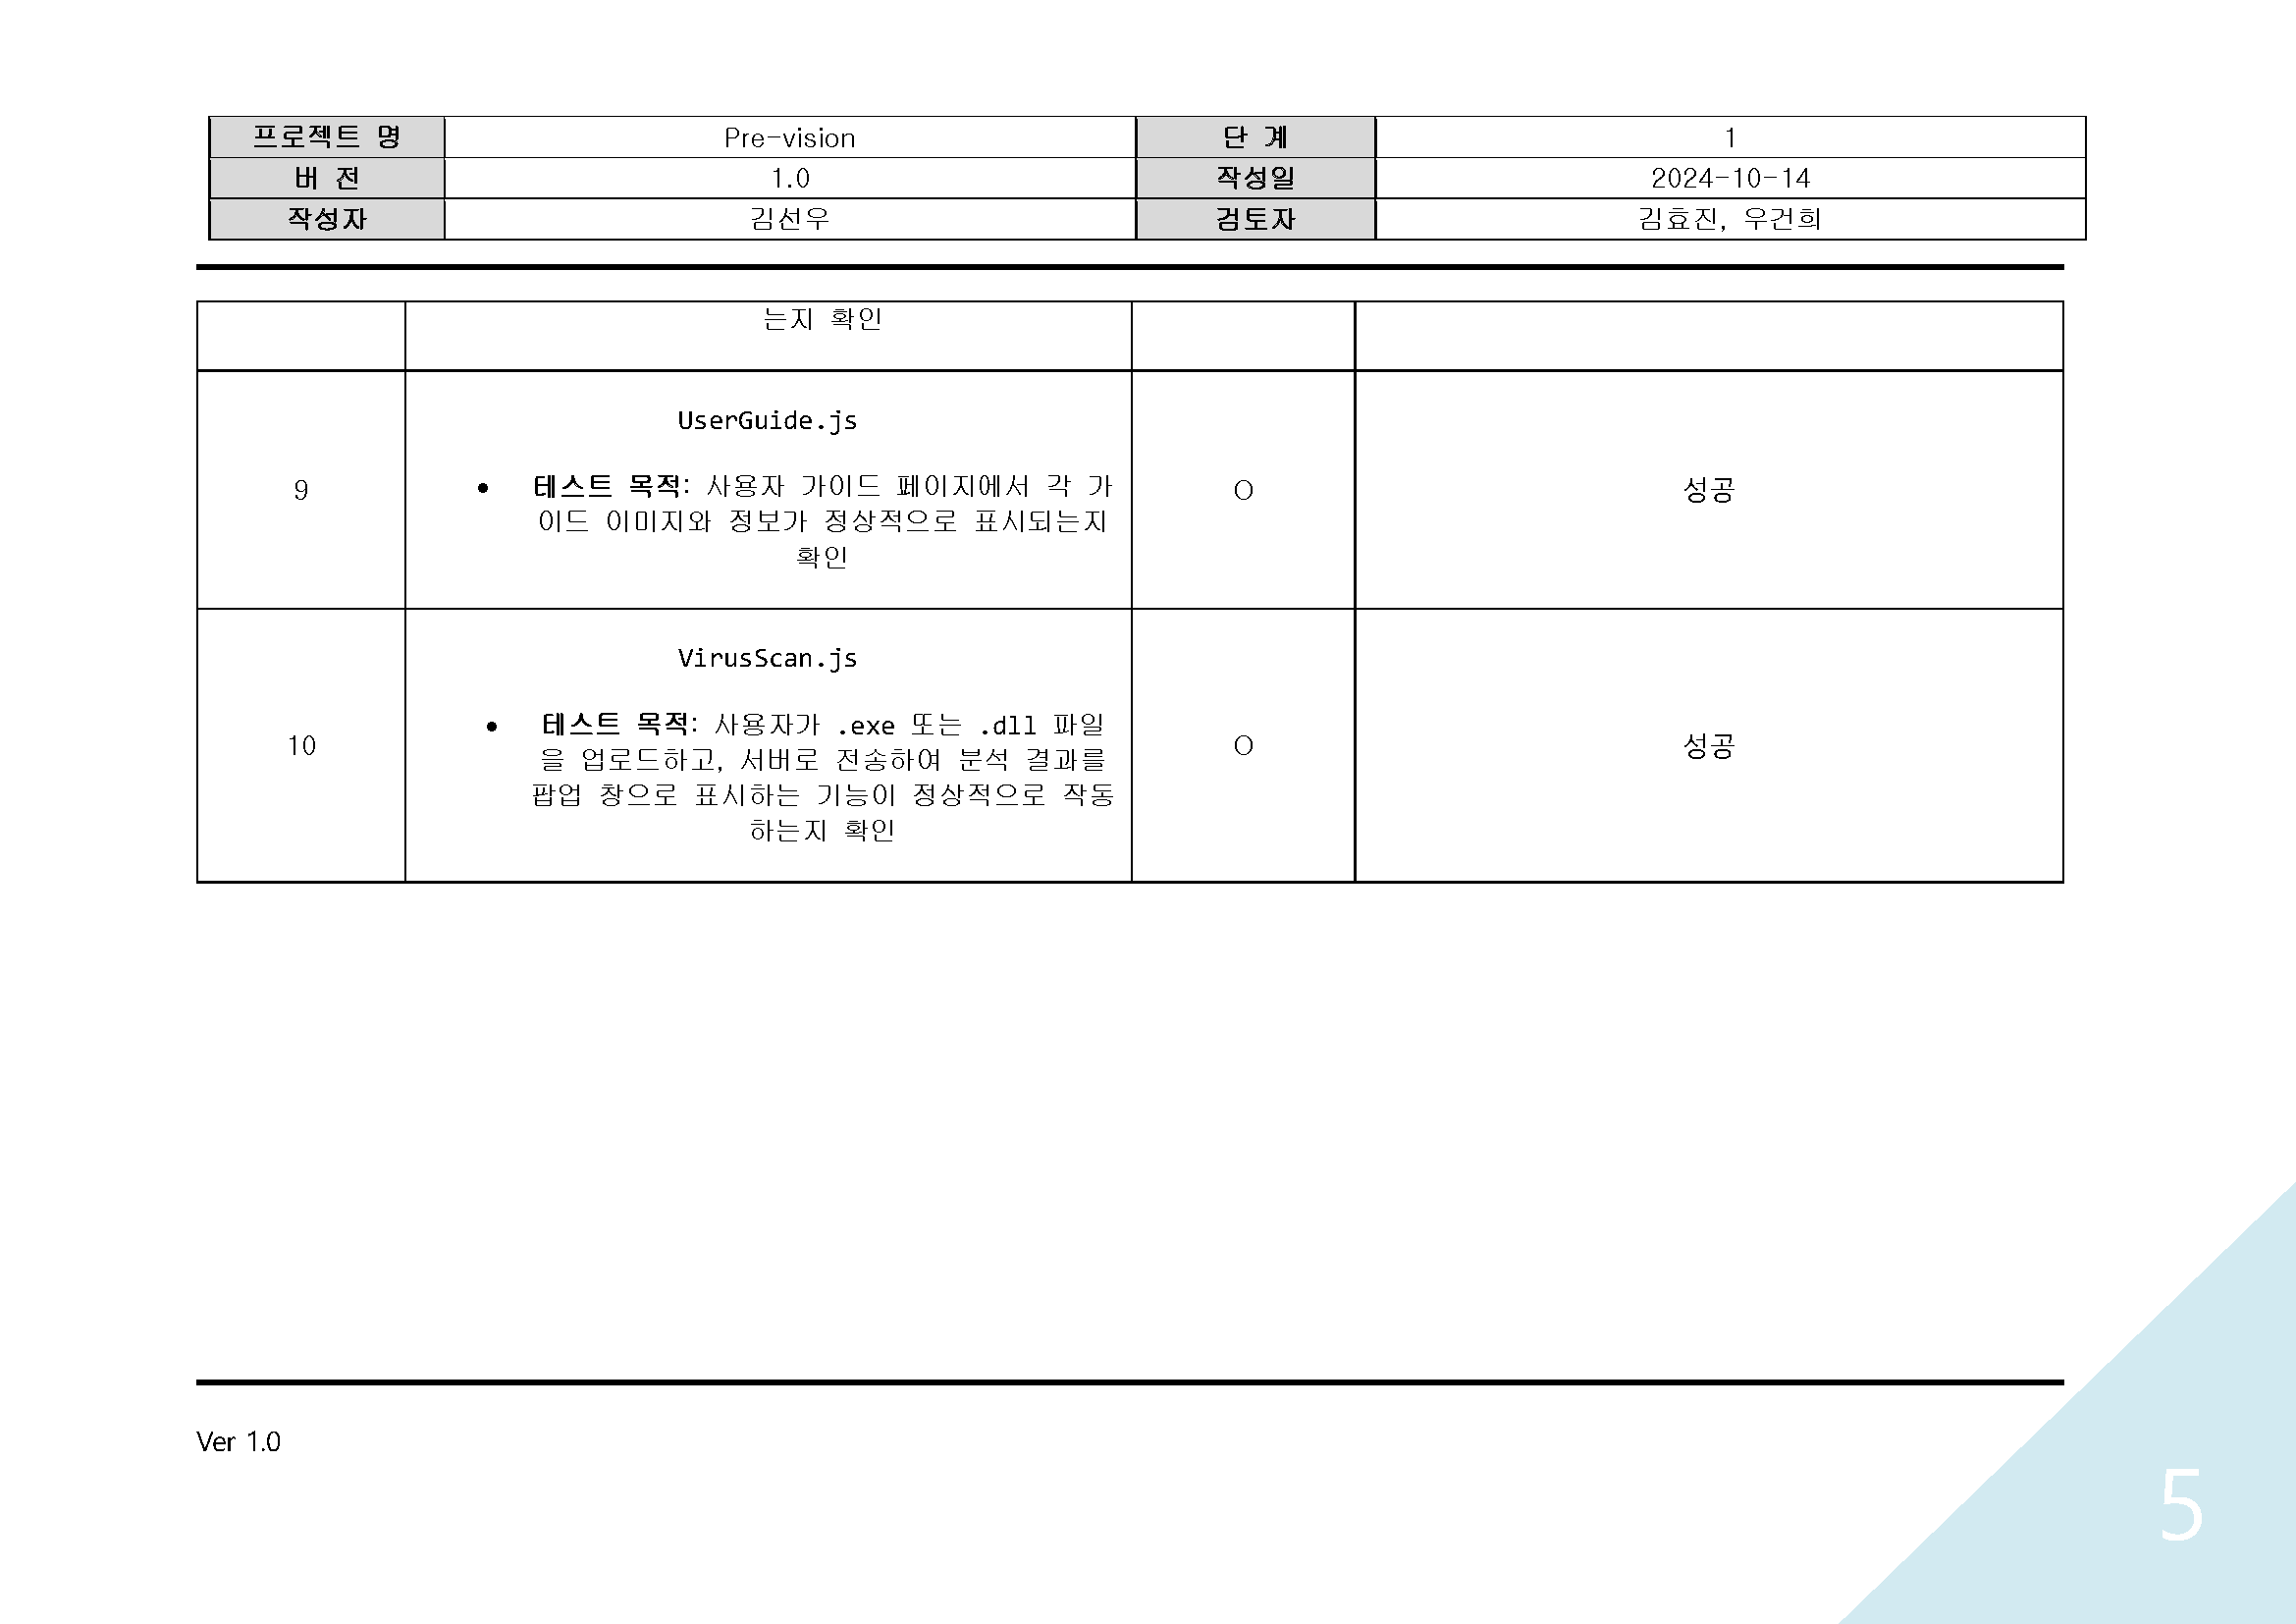 프로젝트 명 Pre-vision 단 계 1
버 전 1.0 작성일 2024-10-14
작성자 김선우 검토자 김효진, 우건희
는지 확인
UserGuide.js
9 • 테스트 목적: 사용자 가이드 페이지에서 각 가 O 성공
이드 이미지와 정보가 정상적으로 표시되는지
확인
VirusScan.js
• 테스트 목적: 사용자가 .exe 또는 .dll 파일
10 을 업로드하고, 서버로 전송하여 분석 결과를 O 성공
팝업 창으로 표시하는 기능이 정상적으로 작동
하는지 확인
Ver 1.0
5